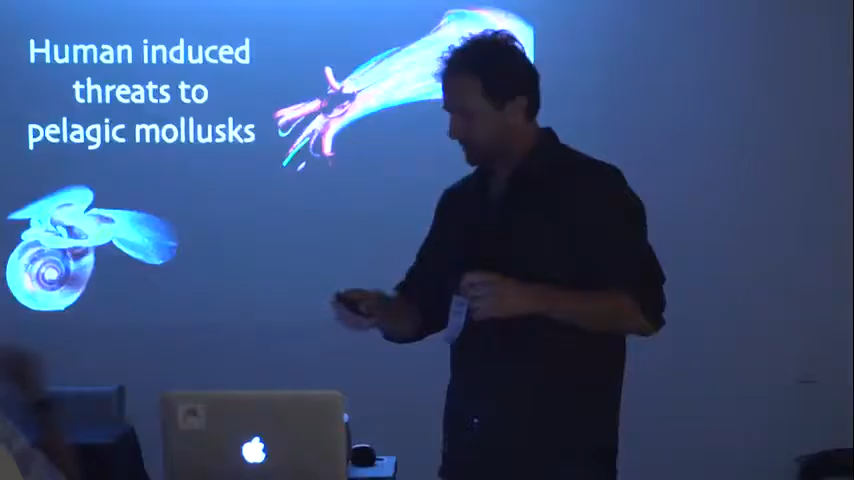 Human induced
threats to
pelagic mollusks